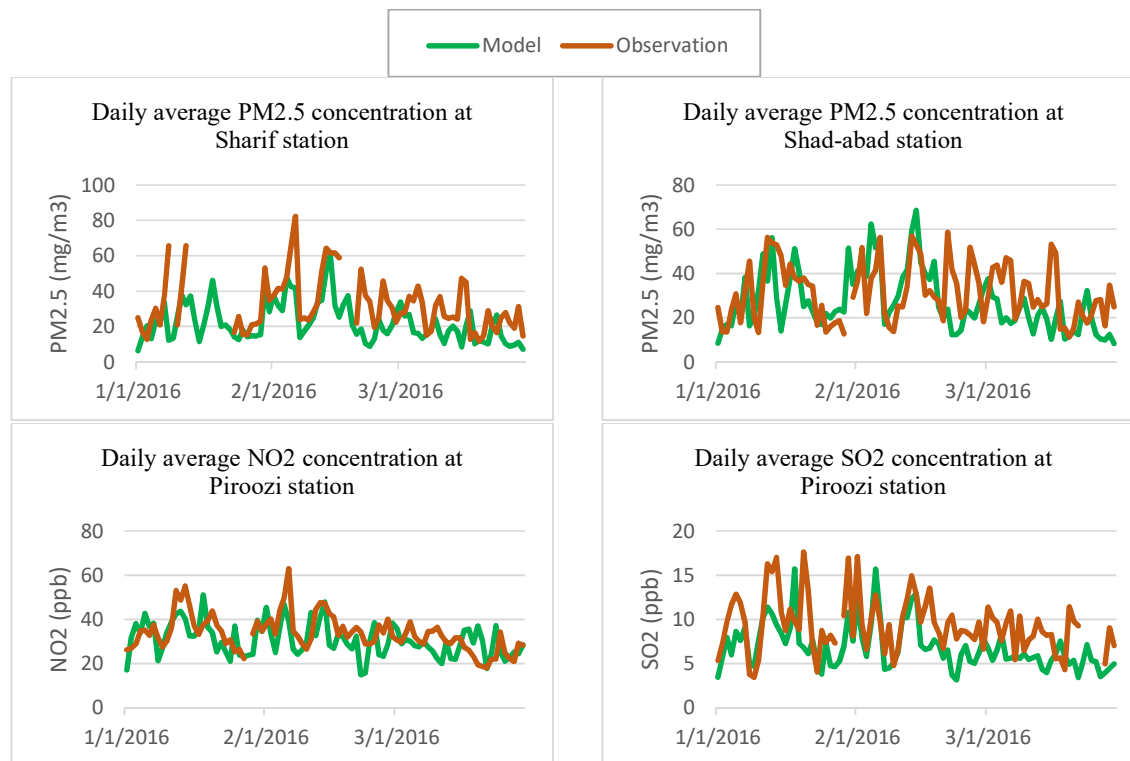 Model Observation
Daily average PM2.5 concentration at
Sharif station
PM2.5 (mg/m3)
100
80
60
40
20
0
1/1/2016 2/1/2016 3/1/2016
Daily average PM2.5 concentration at
Shad-abad station
PM2.5 (mg/m3)
80
60
40
20
0
1/1/2016 2/1/2016 3/1/2016
Daily average NO2 concentration at
Piroozi station
NO2 (ppb)
80
60
40
20
0
1/1/2016 2/1/2016 3/1/2016
Daily average SO2 concentration at
Piroozi station
SO2 (ppb)
20
15
10
5
0
1/1/2016 2/1/2016 3/1/2016